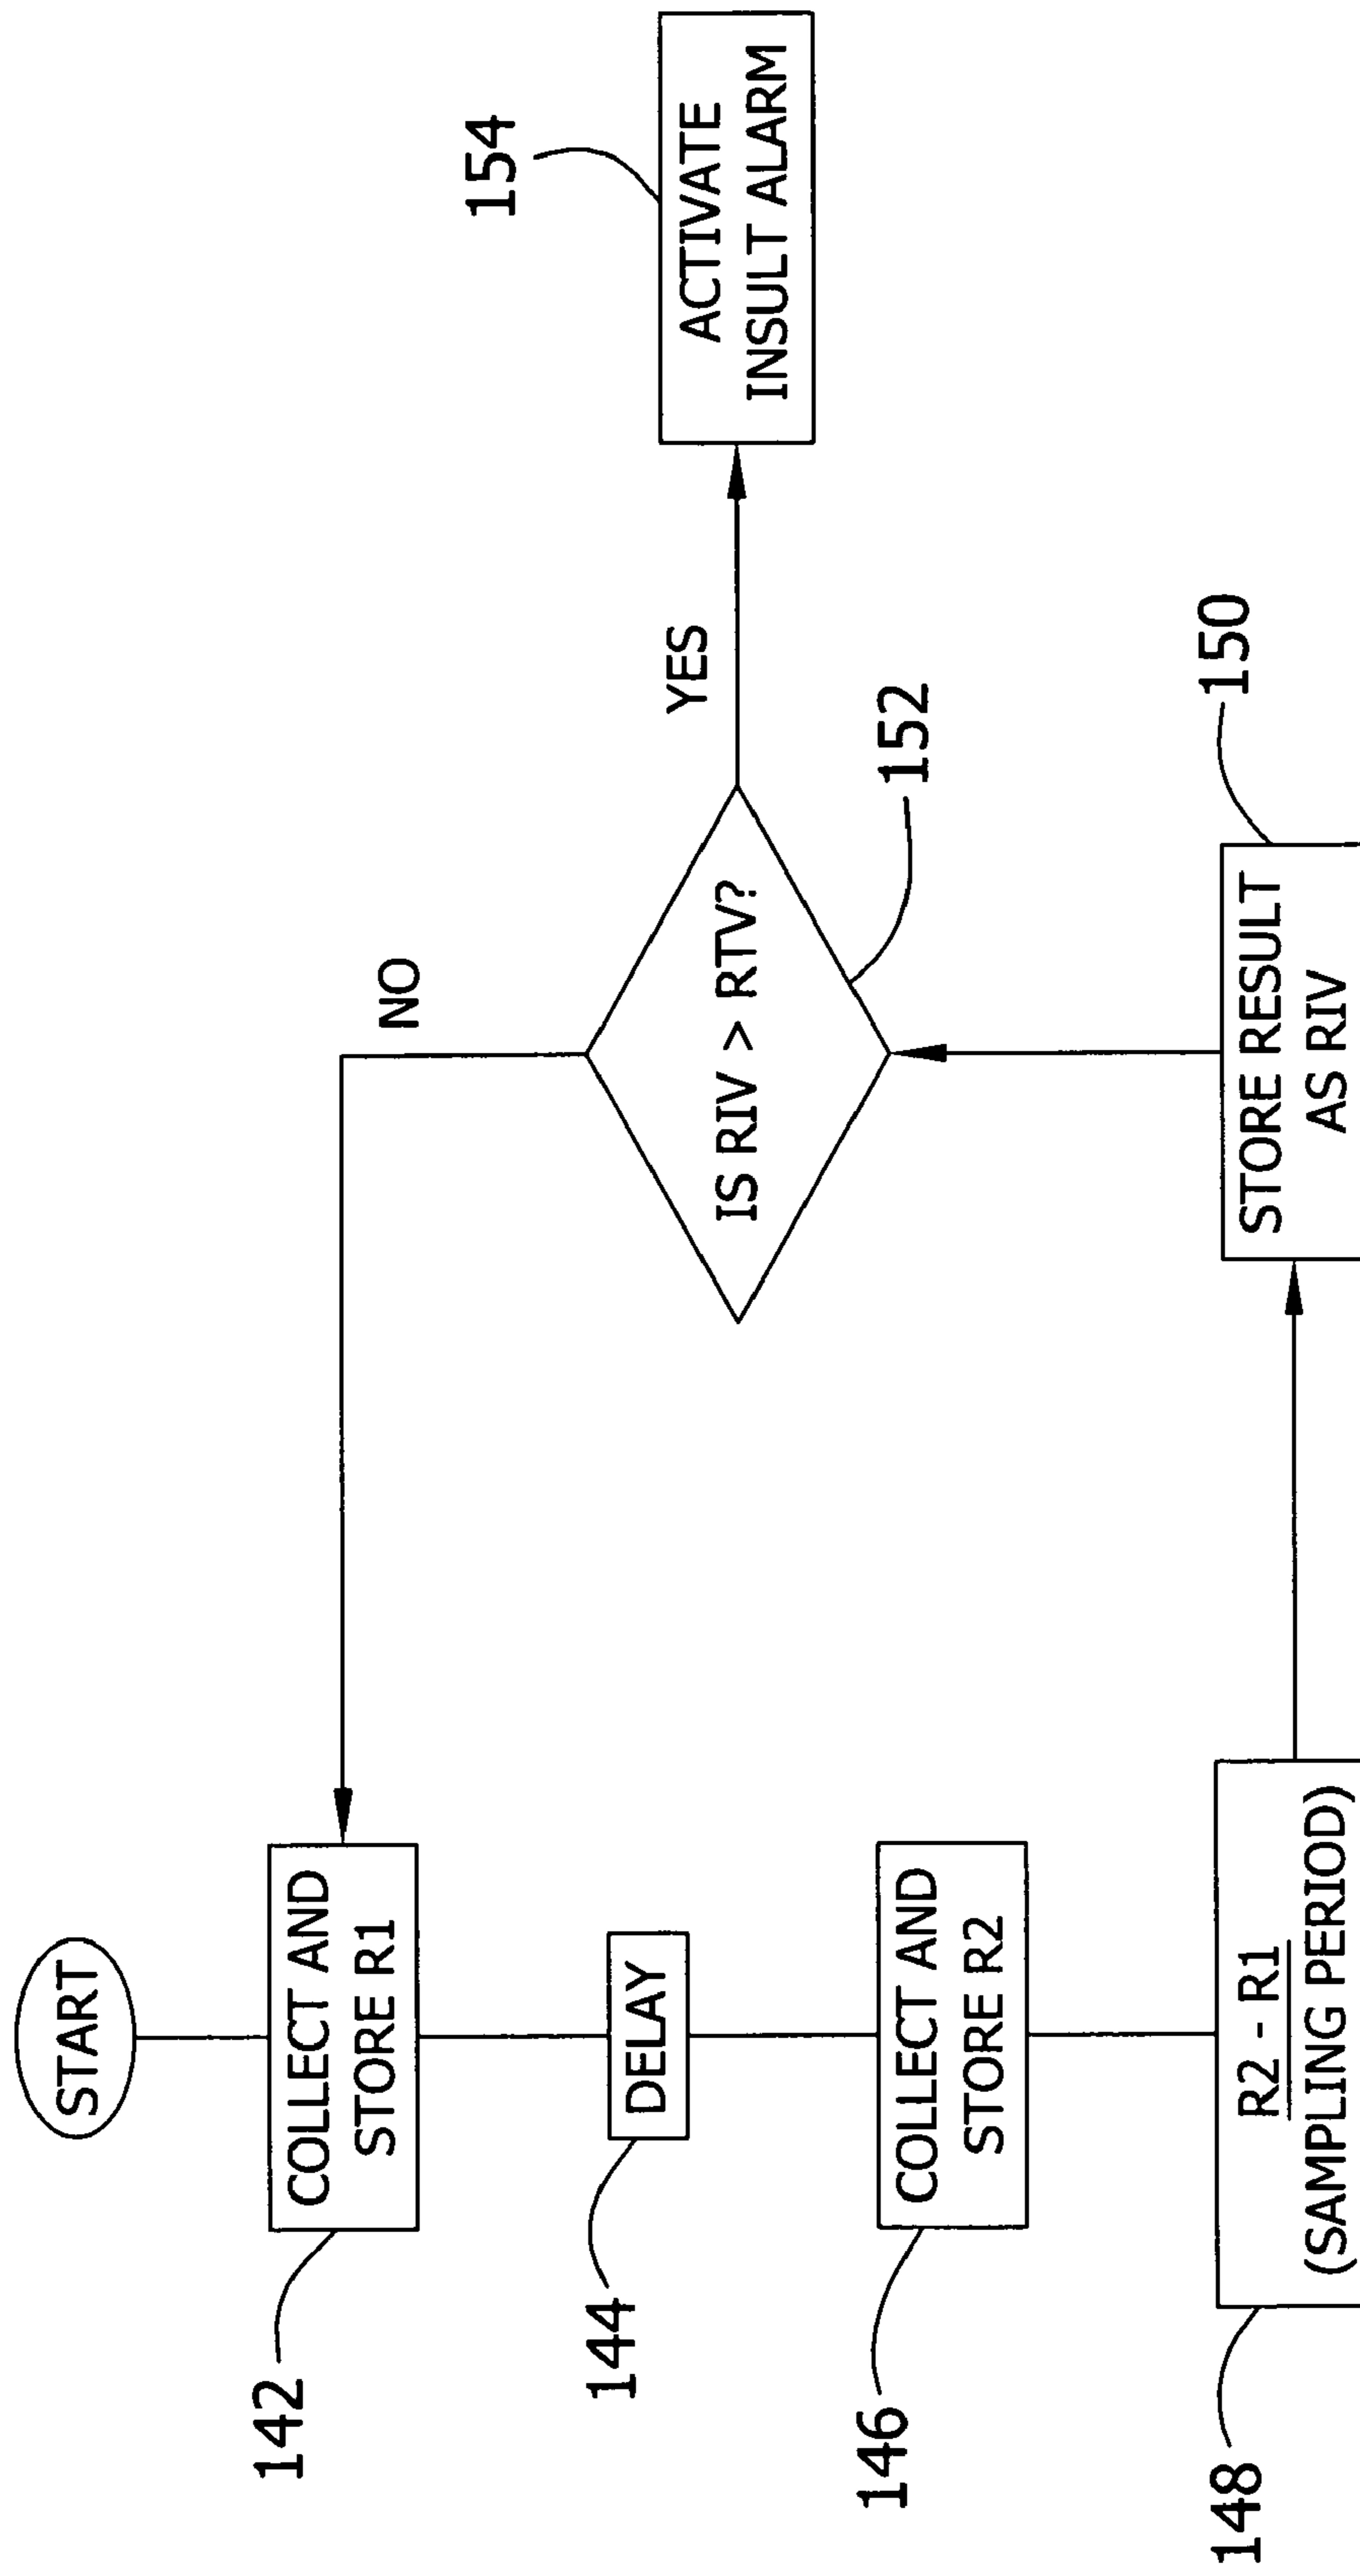 START
142
COLLECT AND
STORE R1
144
DELAY
146
COLLECT AND
STORE R2
148
R2 - R1
(SAMPLING PERIOD)
150
STORE RESULT
AS RIV
152
IS RIV > RTV?
NO
YES
154
ACTIVATE
INSULT ALARM